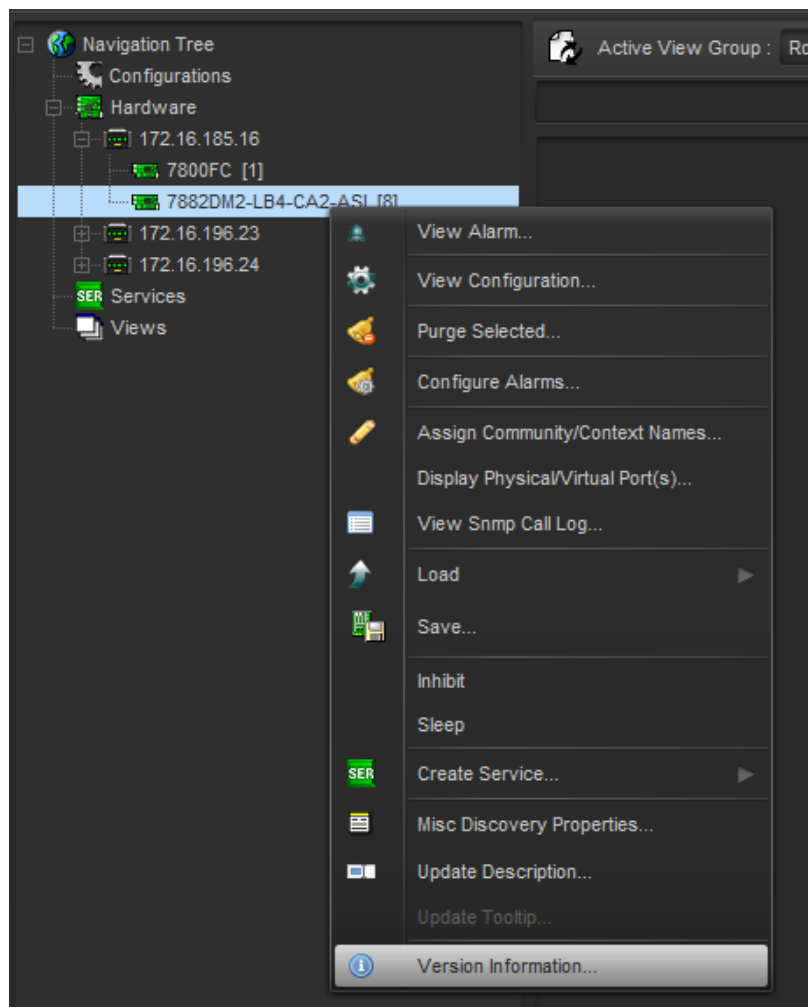 Navigation Tree
Active View Group :
Configurations
Hardware
172.16.185.16
7800FC [1]
7882DM2-LB4-CA2-ASI [8]
172.16.196.23
172.16.196.24
SER Services
Views
View Alarm...
View Configuration...
Purge Selected...
Configure Alarms...
Assign Community/Context Names...
Display Physical/Virtual Port(s)...
View Snmp Call Log...
Load
Save...
Inhibit
Sleep
SER Create Service...
Misc Discovery Properties...
Update Description...
Update Tooltip...
Version Information...